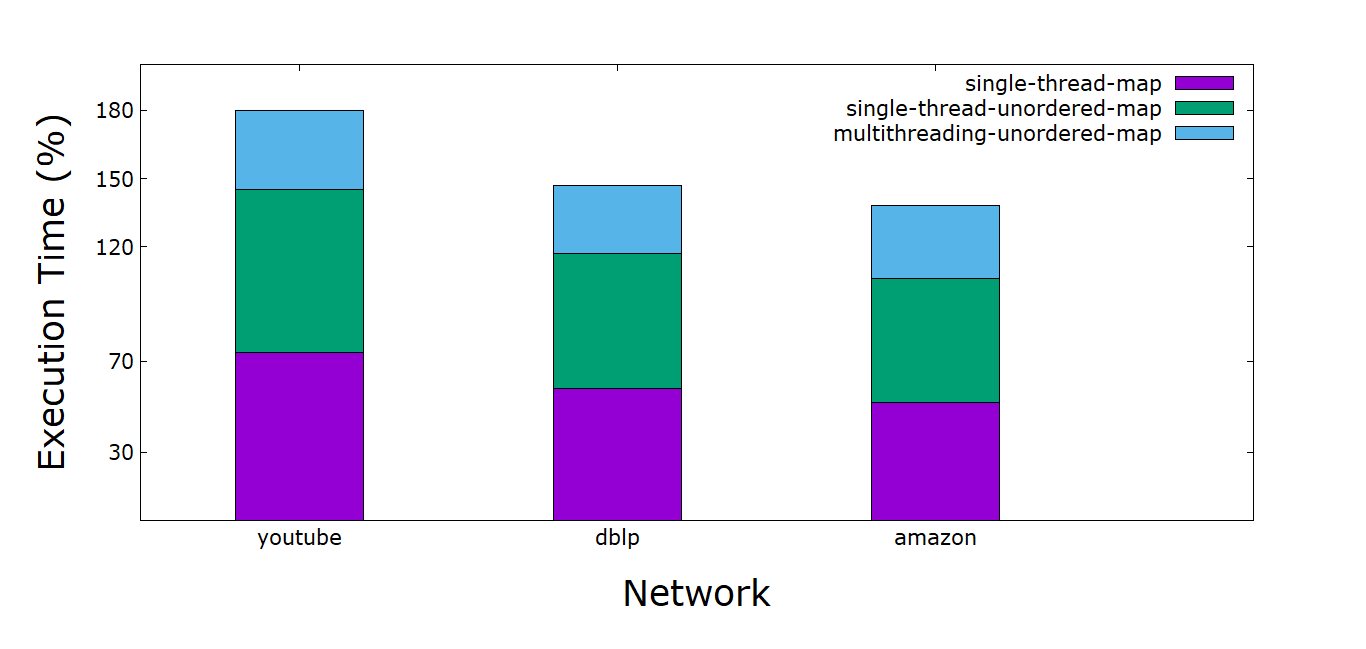 single-thread-map
single-thread-unordered-map
multithreading-unordered-map
Execution Time (%)
180
150
120
70
30
youtube dblp amazon
Network